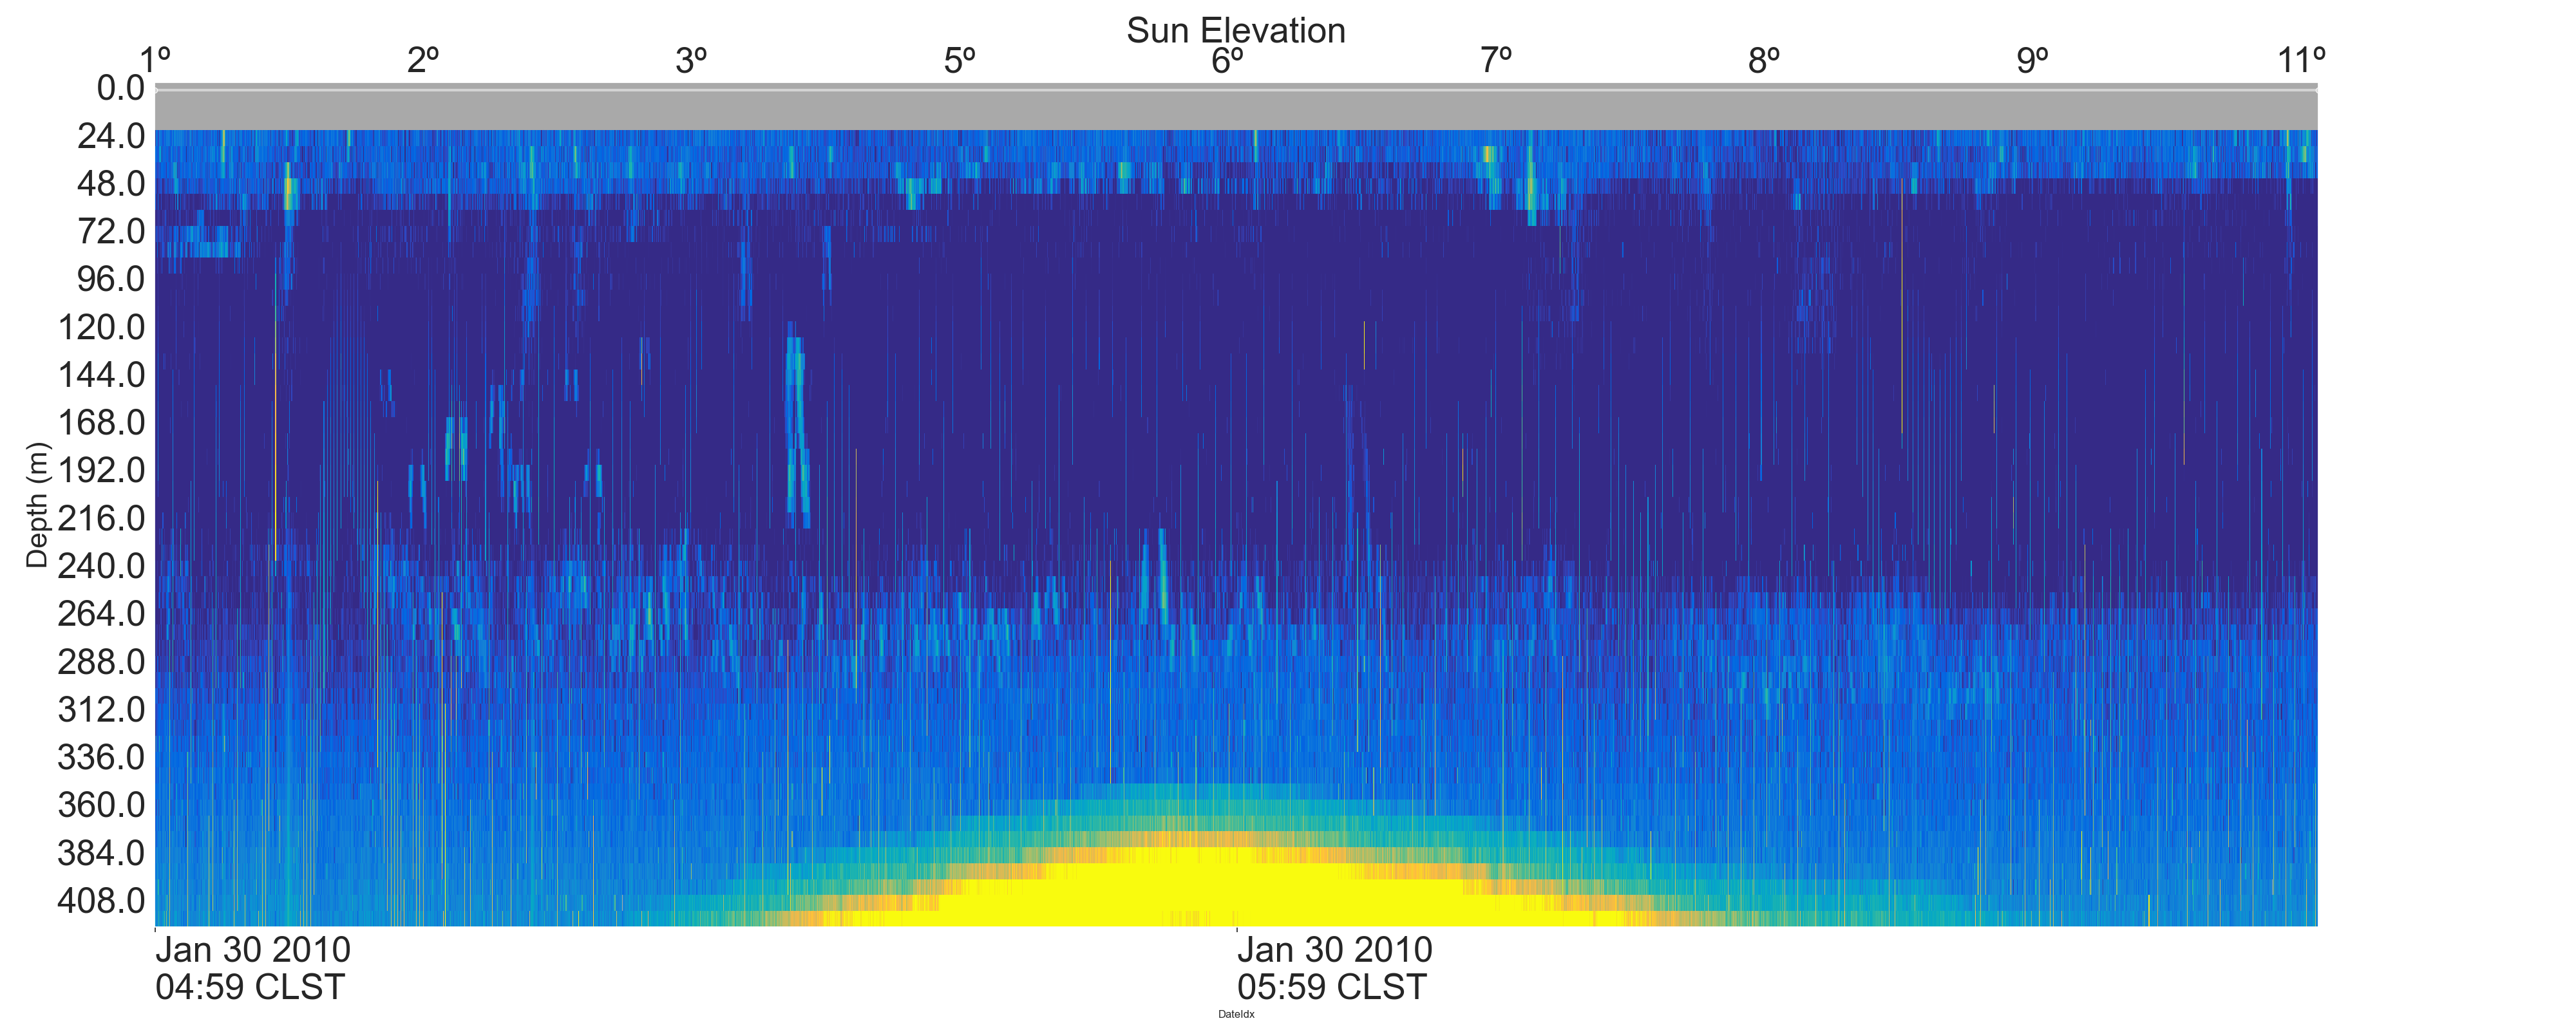 Sun Elevation
1º 2º 3º 5º 6º 7º 8º 9º 11º
0.0
24.0
48.0
72.0
96.0
120.0
144.0
168.0
192.0
216.0
240.0
264.0
288.0
312.0
336.0
360.0
384.0
408.0
Depth (m)
Jan 30 2010
04:59 CLST
Jan 30 2010
05:59 CLST
DateIdx